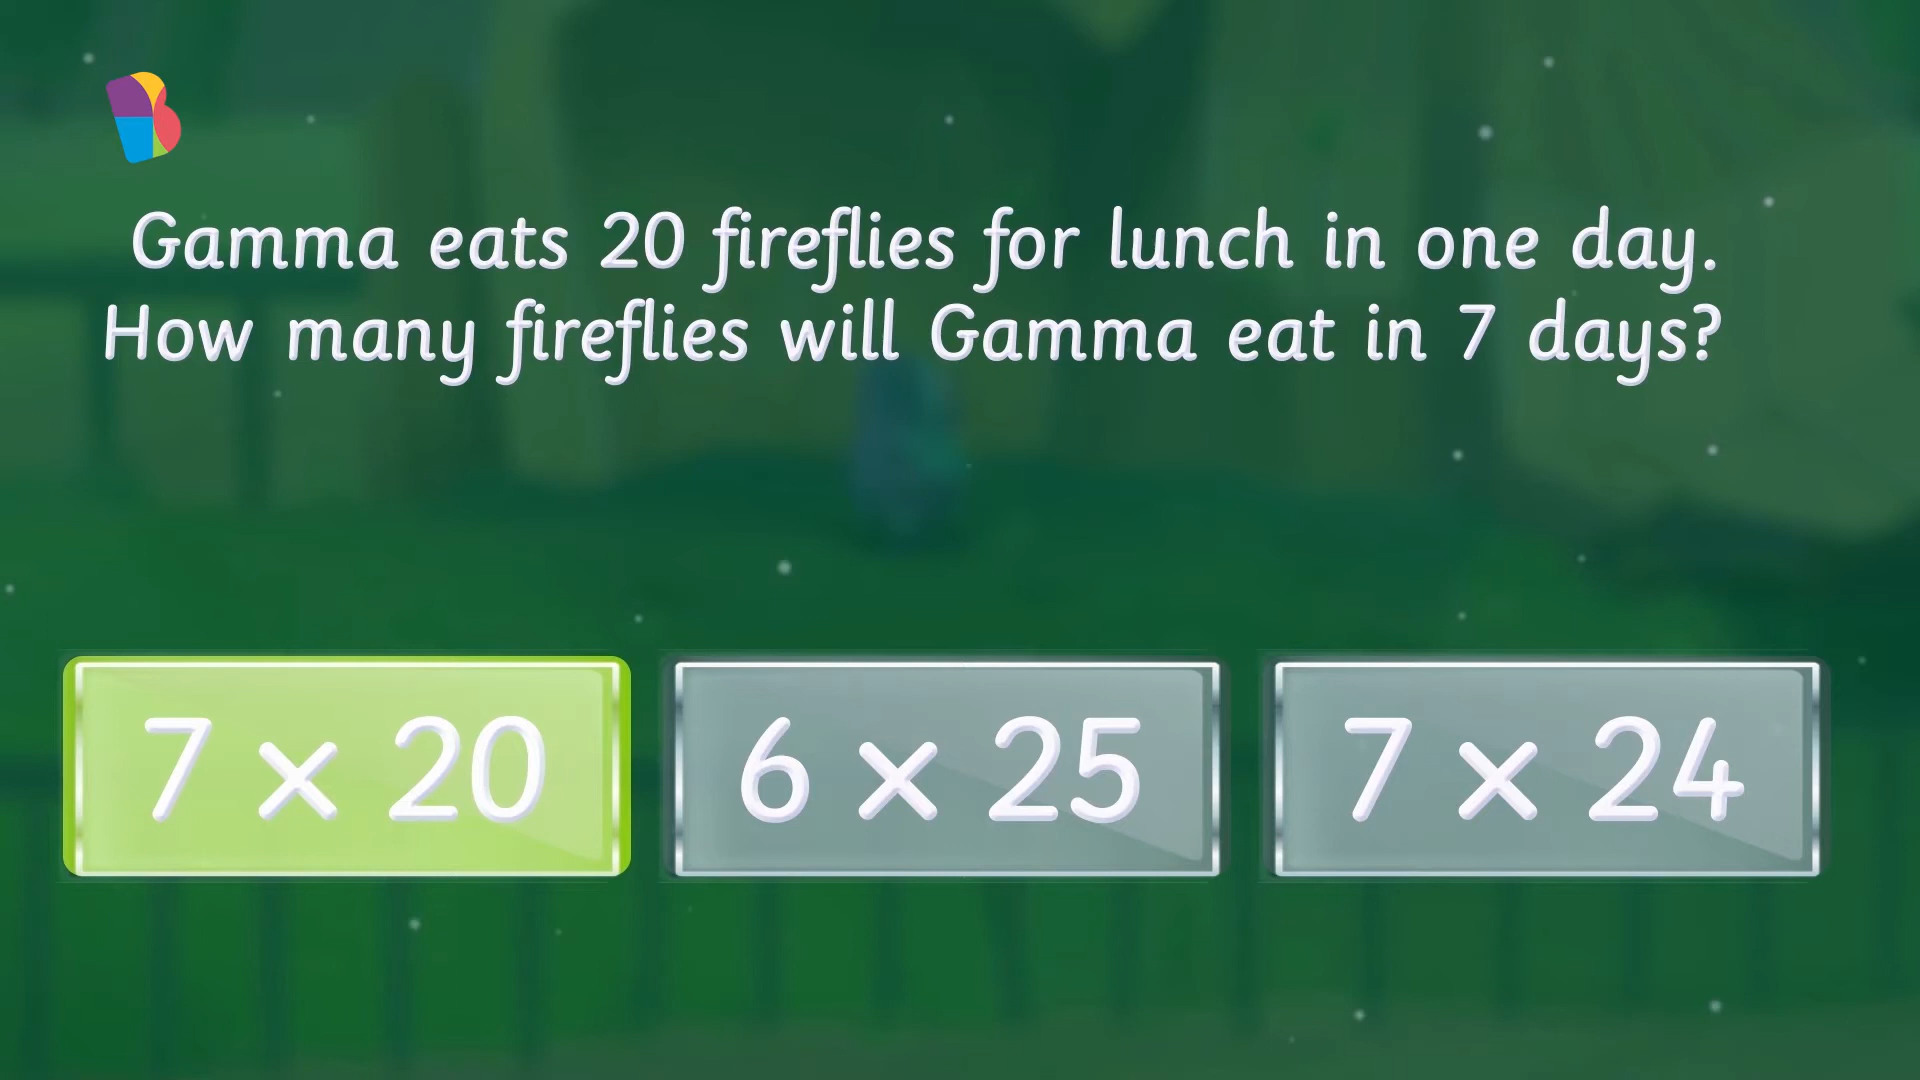 Gamma eats 20 fireflies for lunch in one day.
How many fireflies will Gamma eat in 7 days?
7 × 20
6 × 25
7 × 24